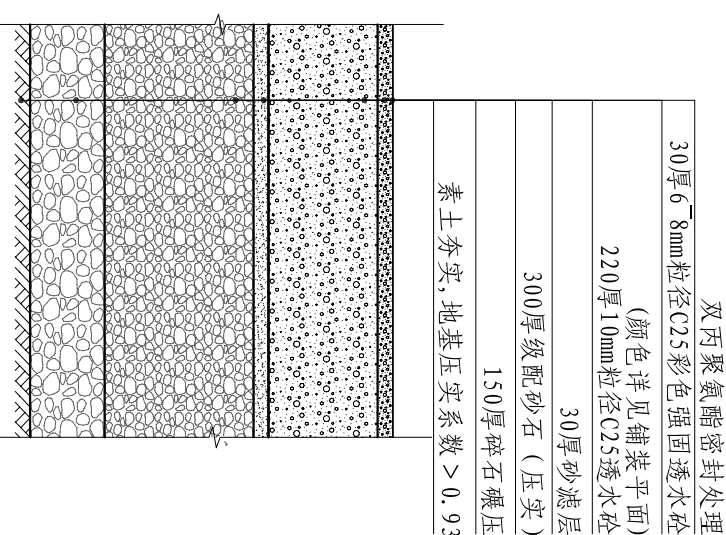 双丙聚氨酯密封处理
30厚6~8mm粒径C25彩色强固透水砼
(颜色详见铺装平面)
220厚10mm粒径C25透水砼
30厚砂滤层
300厚级配砂石（压实）
150厚碎石碾压
素土夯实,地基压实系数>0.93